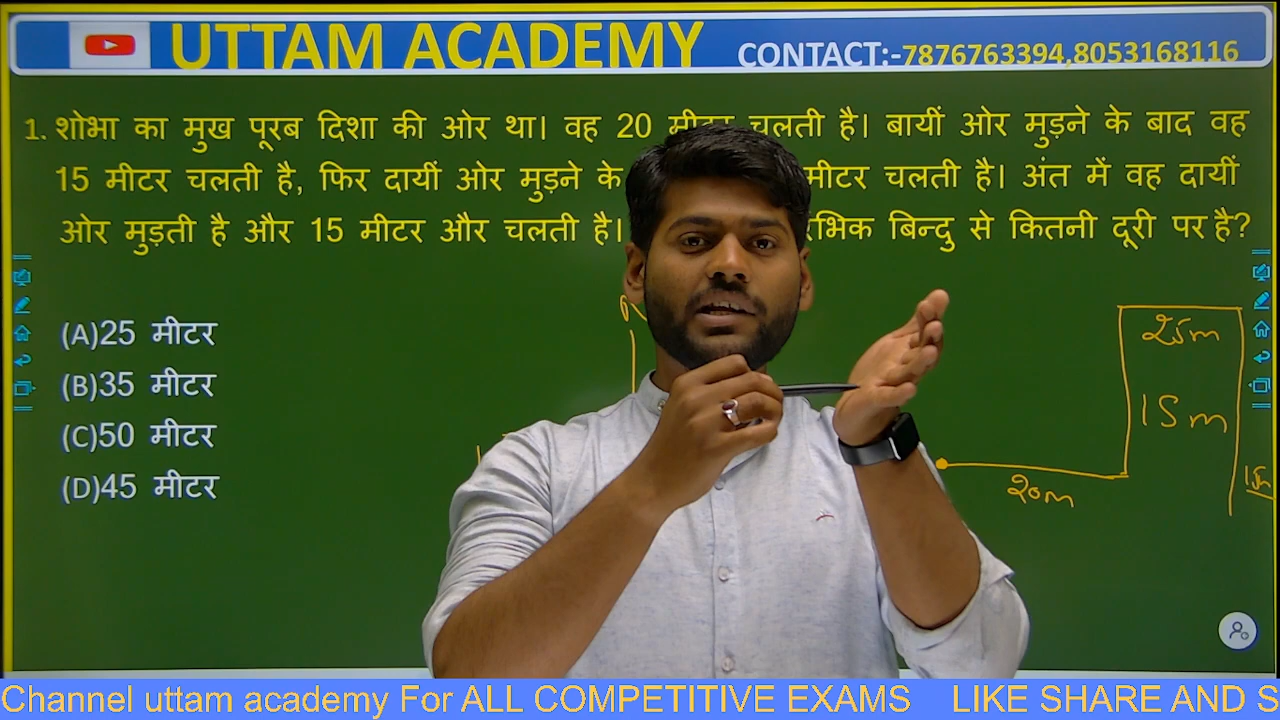 UTTAM ACADEMY CONTACT:-7876763394,8053168116
1. शोभा का मुख पूरब दिशा की ओर था। वह 20 मीटर चलती है। बायीं ओर मुड़ने के बाद वह
15 मीटर चलती है, फिर दायीं ओर मुड़ने के मीटर चलती है। अंत में वह दायीं
ओर मुड़ती है और 15 मीटर और चलती है। बिन्दु से कितनी दूरी पर है?
(A)25 मीटर
(B)35 मीटर
(C)50 मीटर
(D)45 मीटर
25m
15m
20m
15m
Channel uttam academy For ALL COMPETITIVE EXAMS LIKE SHARE AND S